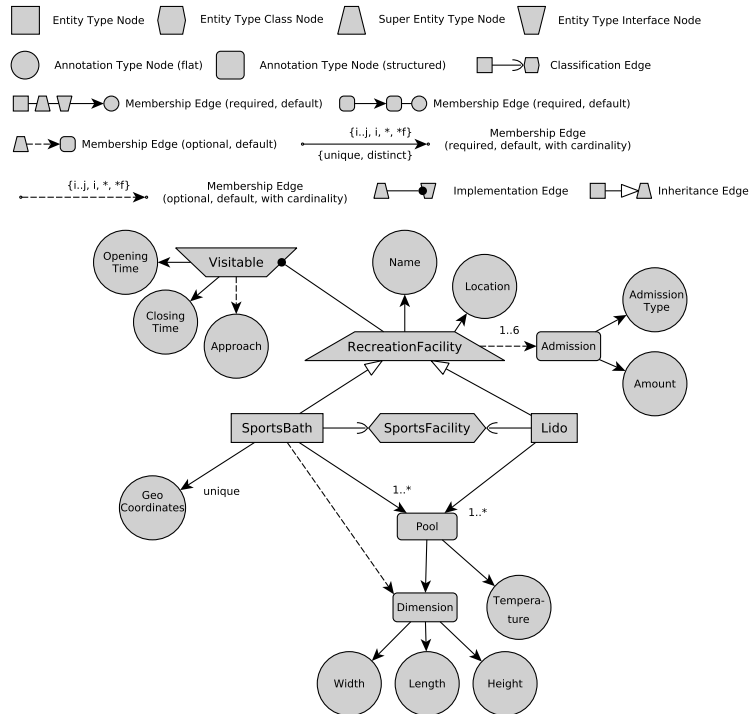 Entity Type Node
Entity Type Class Node
Super Entity Type Node
Entity Type Interface Node
Annotation Type Node (flat)
Annotation Type Node (structured)
Classification Edge
Membership Edge (required, default)
Membership Edge (required, default)
Membership Edge (optional, default)
{i..j, i, *, *f}
{unique, distinct}
Membership Edge
(required, default, with cardinality)
{i..j, i, *, *f}
Membership Edge
(optional, default, with cardinality)
Implementation Edge
Inheritance Edge
Opening
Time
Visitable
Name
Location
Closing
Time
Approach
RecreationFacility
1..6
Admission
Admission
Type
Amount
SportsBath
SportsFacility
Lido
Geo
Coordinates
unique
1..*
1..*
Pool
Dimension
Tempera-
ture
Width
Length
Height